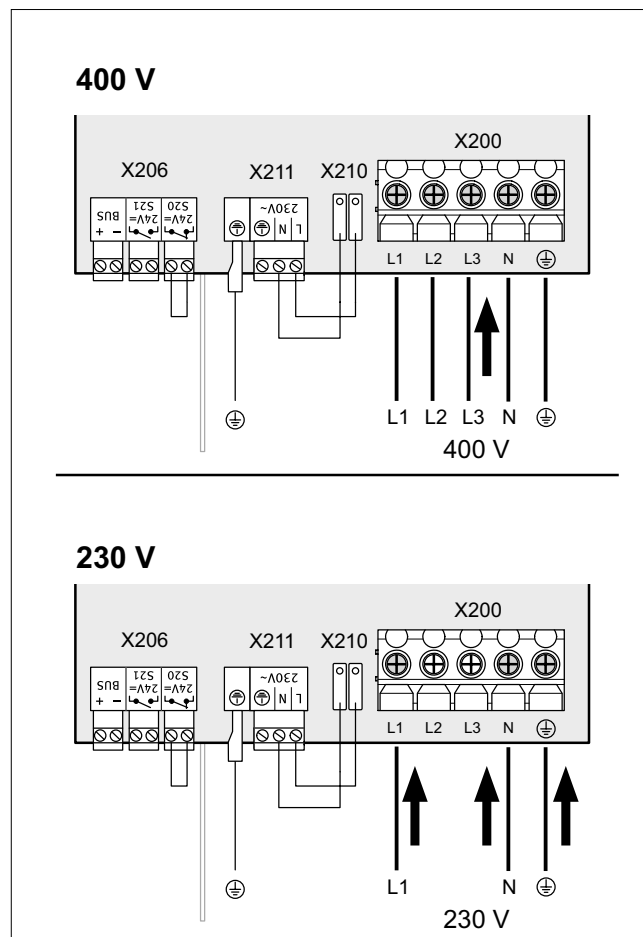 400 V
X200
X206 X211 X210
+ − BUS
24V= S21
24V= S20
230V~
N L
L1 L2 L3 N
L1 L2 L3 N
400 V
230 V
X200
X206 X211 X210
+ − BUS
24V= S21
24V= S20
230V~
N L
L1 L2 L3 N
L1 N
230 V